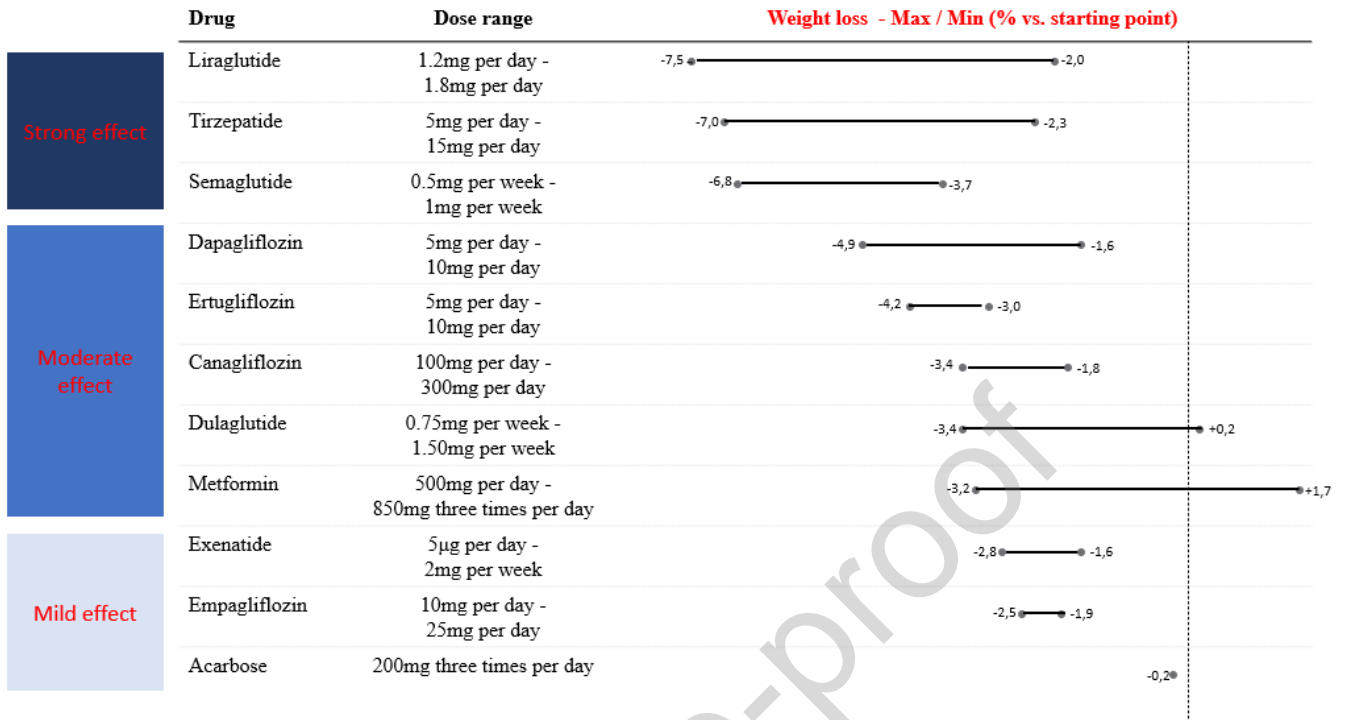 Drug Dose range Weight loss - Max / Min (% vs. starting point)
Strong effect
Liraglutide 1.2mg per day - -7,5 -2,0
1.8mg per day
Tirzepatide 5mg per day - -7,0 -2,3
15mg per day
Semaglutide 0.5mg per week - -6,8 -3,7
1mg per week
Moderate
effect
Dapagliflozin 5mg per day - -4,9 -1,6
10mg per day
Ertugliflozin 5mg per day - -4,2 -3,0
10mg per day
Canagliflozin 100mg per day - -3,4 -1,8
300mg per day
Dulaglutide 0.75mg per week - -3,4 +0,2
1.50mg per week
Metformin 500mg per day - -3,2 +1,7
850mg three times per day
Mild effect
Exenatide 5µg per day - -2,8 -1,6
2mg per week
Empagliflozin 10mg per day - -2,5 -1,9
25mg per day
Acarbose 200mg three times per day -0,2
e-proof